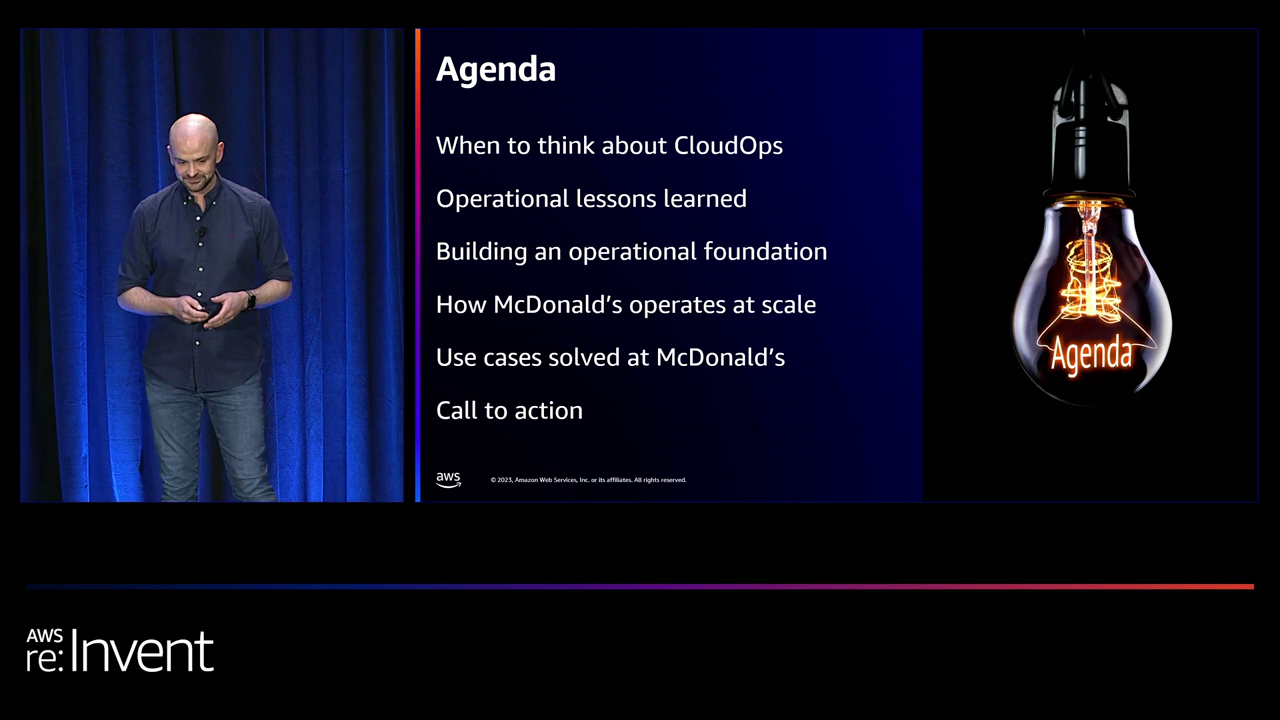 Agenda
When to think about CloudOps
Operational lessons learned
Building an operational foundation
How McDonald’s operates at scale
Use cases solved at McDonald’s
Call to action
aws
© 2023, Amazon Web Services, Inc. or its affiliates. All rights reserved.
Agenda
AWS
re:Invent